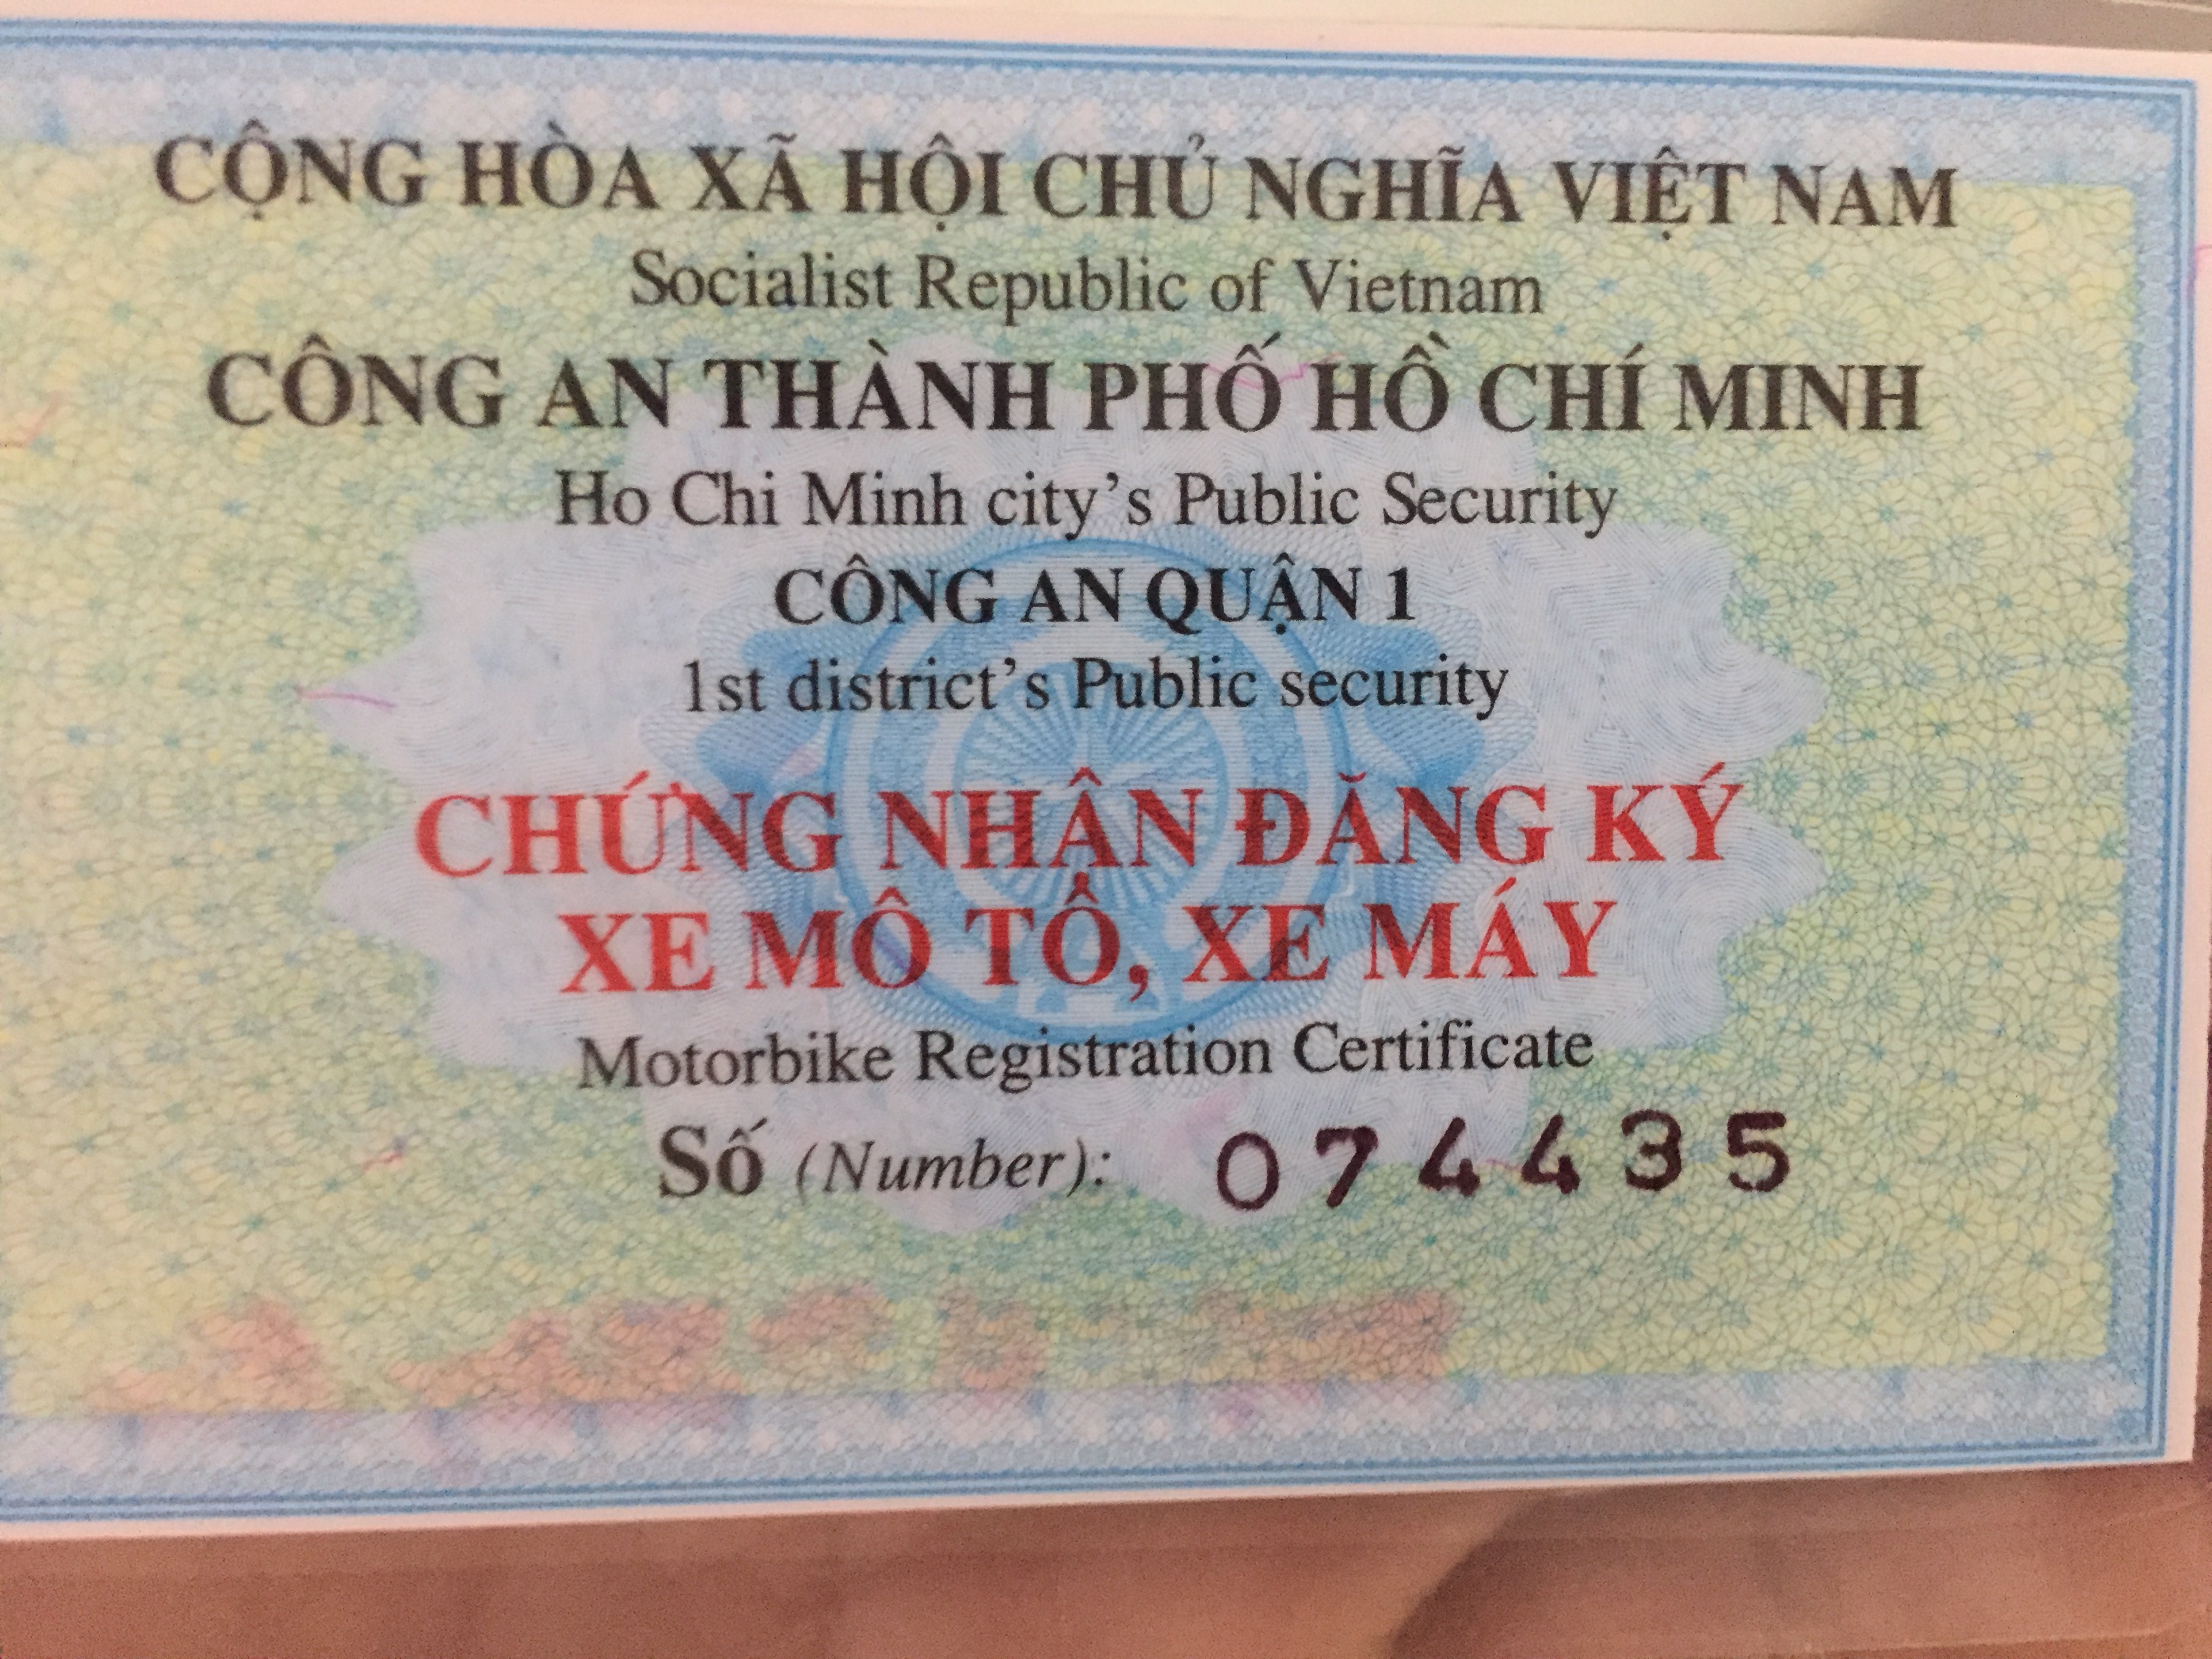 CỘNG HÒA XÃ HỘI CHỦ NGHĨA VIỆT NAM
Socialist Republic of Vietnam
CÔNG AN THÀNH PHỐ HỒ CHÍ MINH
Ho Chi Minh city's Public Security
CÔNG AN QUẬN 1
1st district's Public security
CHỨNG NHẬN ĐĂNG KÝ
XE MÔ TÔ, XE MÁY
Motorbike Registration Certificate
Số (Number): 074435